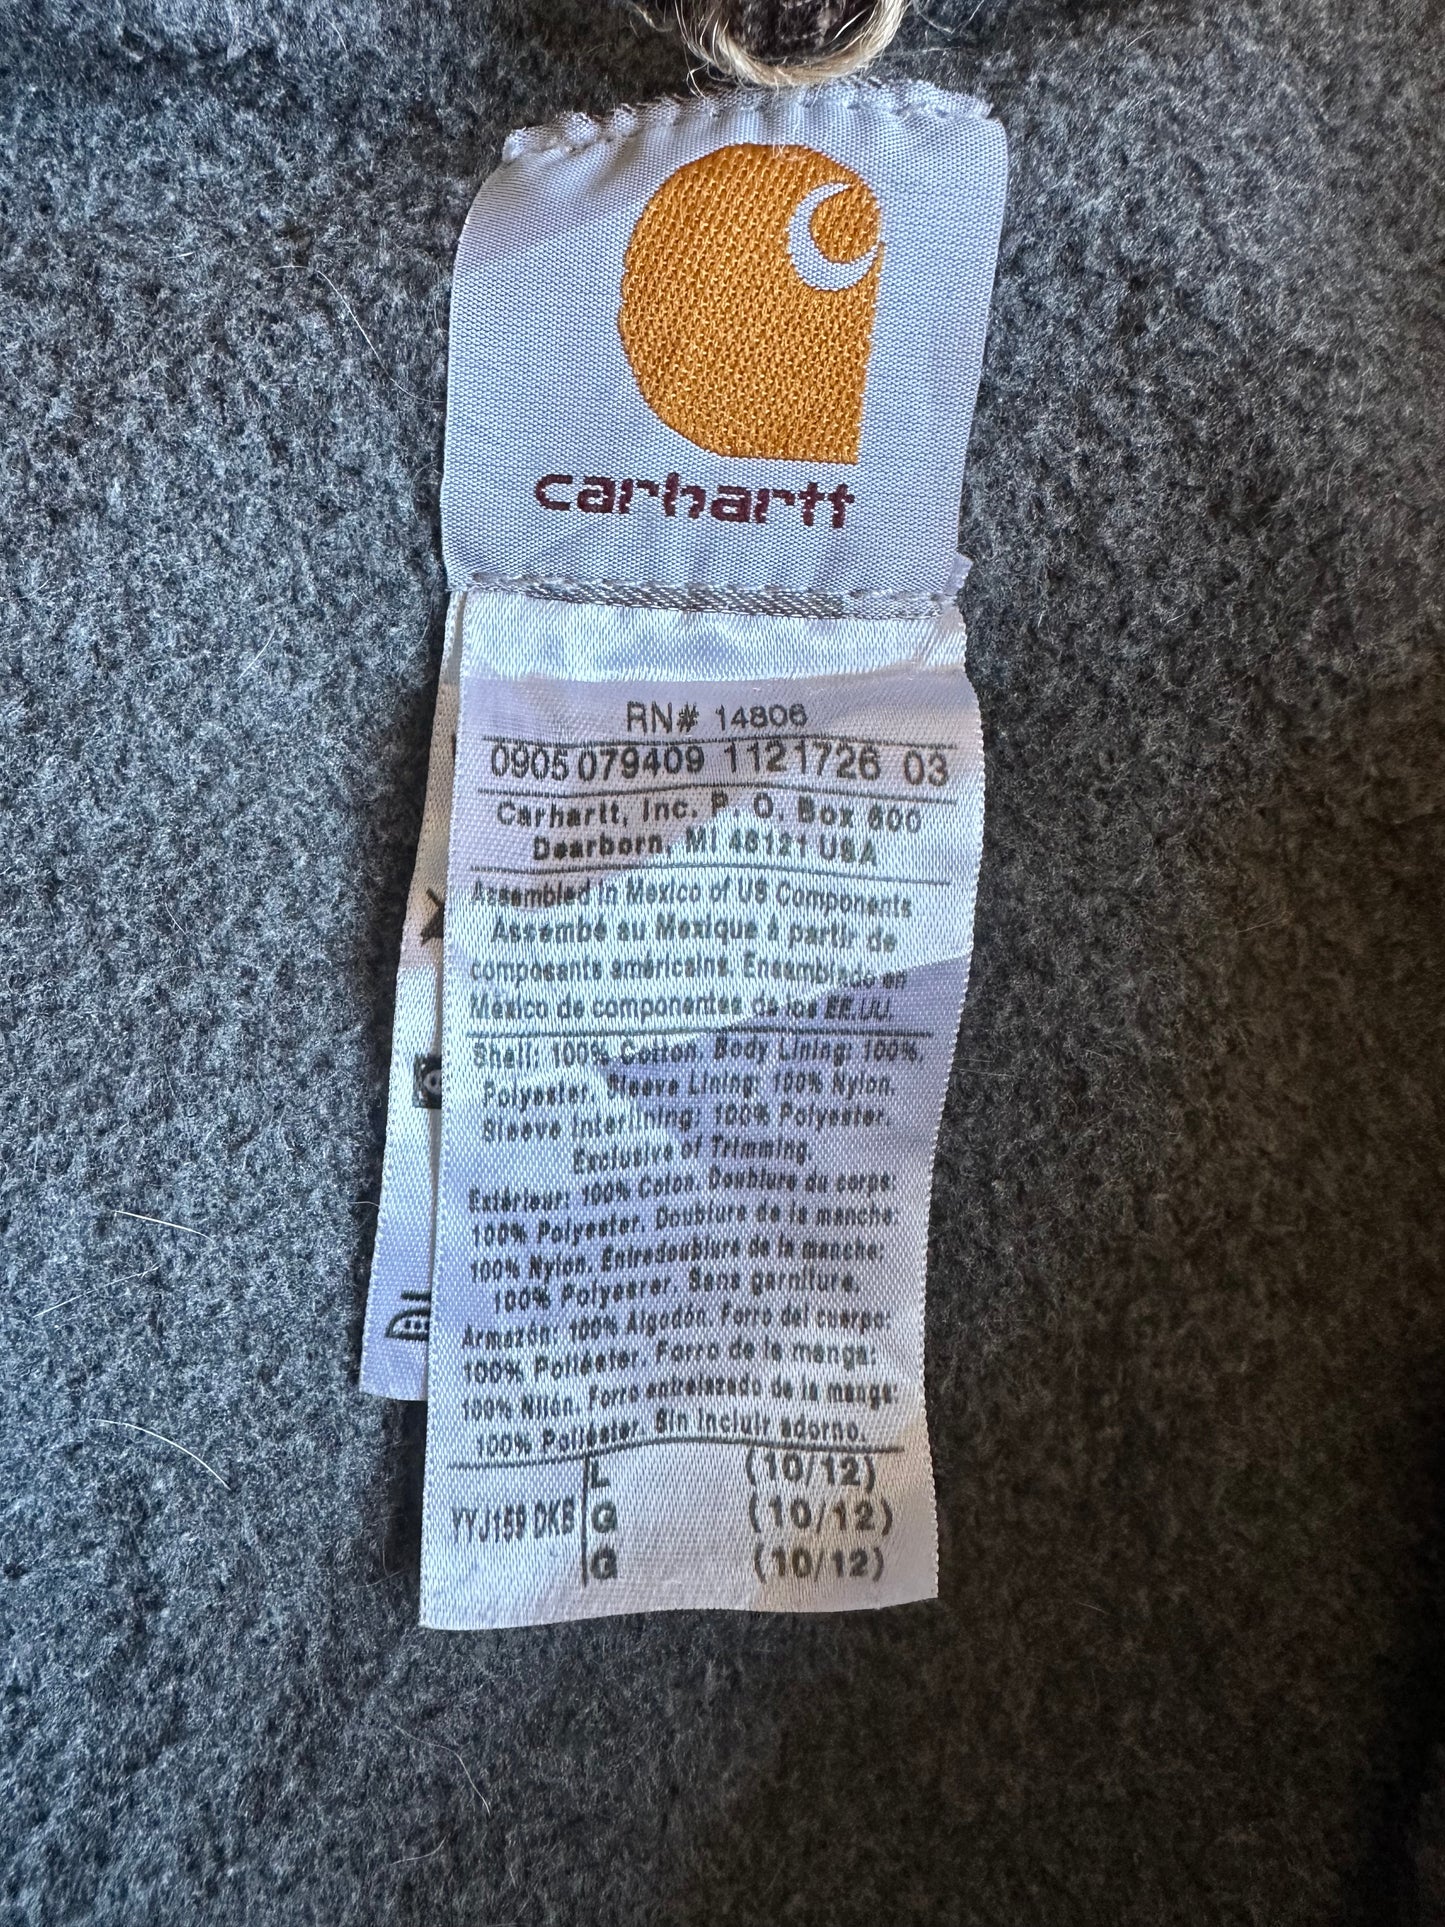 carhartt
RN# 14806
0905 079409 1121726 03
Carhartt, Inc. P. O. Box 600
Dearborn, MI 48121 USA
Assembled in Mexico of US Components
Assembé au Mexique à partir de
composants américains. Ensamblado en
México de componentes de los EE.UU.
Shell: 100% Cotton. Body Lining: 100%.
Polyester. Sleeve Lining: 100% Nylon.
Sleeve Interlining: 100% Polyester.
Exclusive of Trimming.
Extérieur: 100% Coton. Doublure du corps:
100% Polyester. Doublure de la manche:
100% Nylon. Entredoublure de la manche:
100% Polyester. Sans garniture.
Armazón: 100% Algodón. Forro del cuerpo:
100% Poliéster. Forro de la manga:
100% Nilón. Forro entrelazado de la manga:
100% Poliéster. Sin incluir adorno.
L (10/12)
YYJ159 DKB G (10/12)
G (10/12)